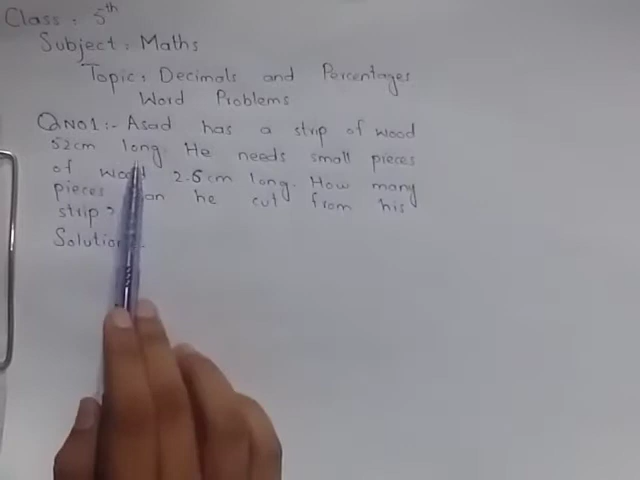 Class: 5th
Subject: Maths
Topic: Decimals and Percentages
Word Problems
QNO1:- Asad has a strip of wood
52cm long. He needs small pieces
of wood 2.6cm long. How many
pieces he cut from his
strip?
Solution